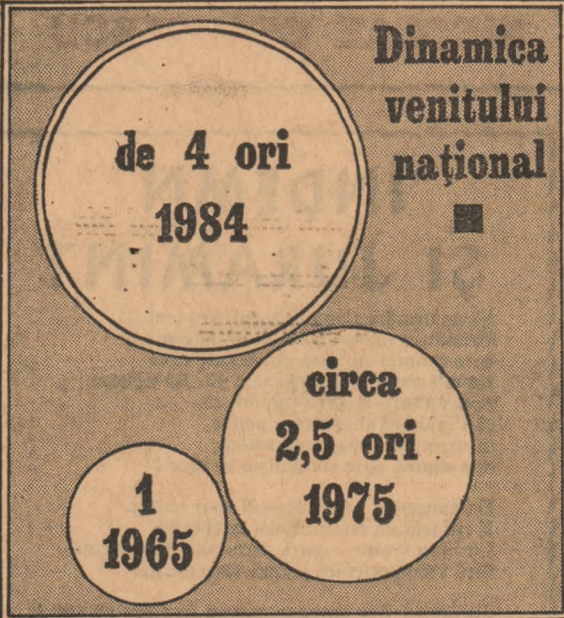 Dinamica
venitului
național
de 4 ori
1984
circa
2,5 ori
1975
1
1965